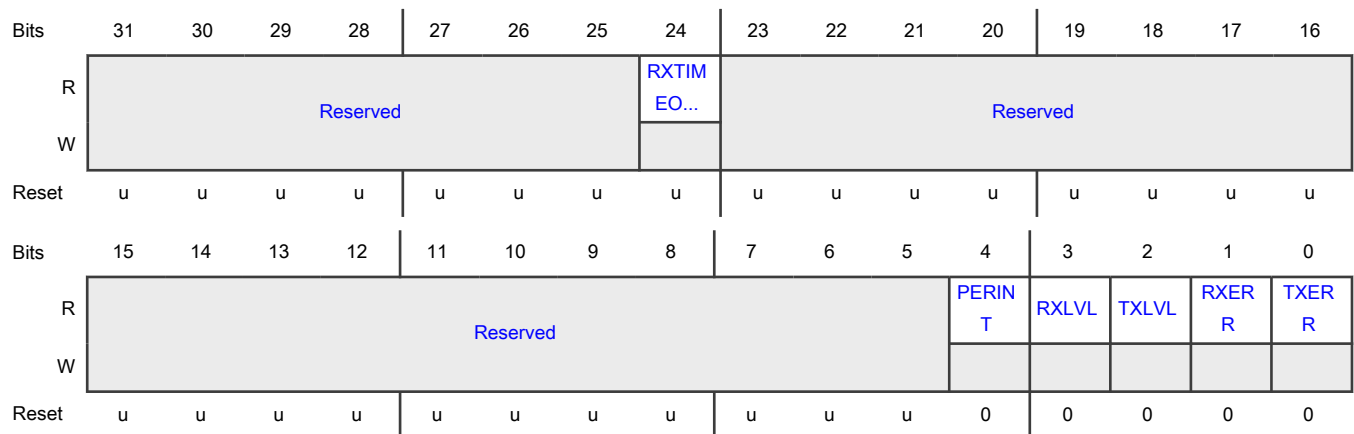 Bits 31 30 29 28 27 26 25 24 23 22 21 20 19 18 17 16
R Reserved RXTIM EO... Reserved
W
Reset u u u u u u u u u u u u u u u u
Bits 15 14 13 12 11 10 9 8 7 6 5 4 3 2 1 0
R Reserved PERIN T RXLVL TXLVL RXER R TXER R
W
Reset u u u u u u u u u u u 0 0 0 0 0